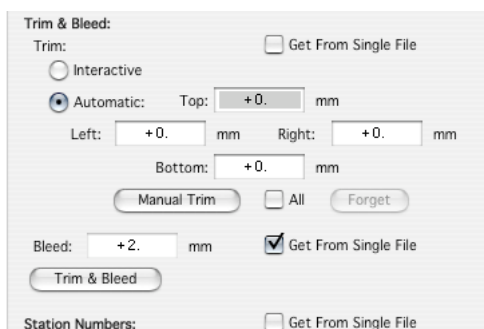 Trim & Bleed:
Trim: Get From Single File
Interactive
Automatic: Top: +0. mm
Left: +0. mm Right: +0. mm
Bottom: +0. mm
Manual Trim All Forget
Bleed: +2. mm Get From Single File
Trim & Bleed
Station Numbers: Get From Single File